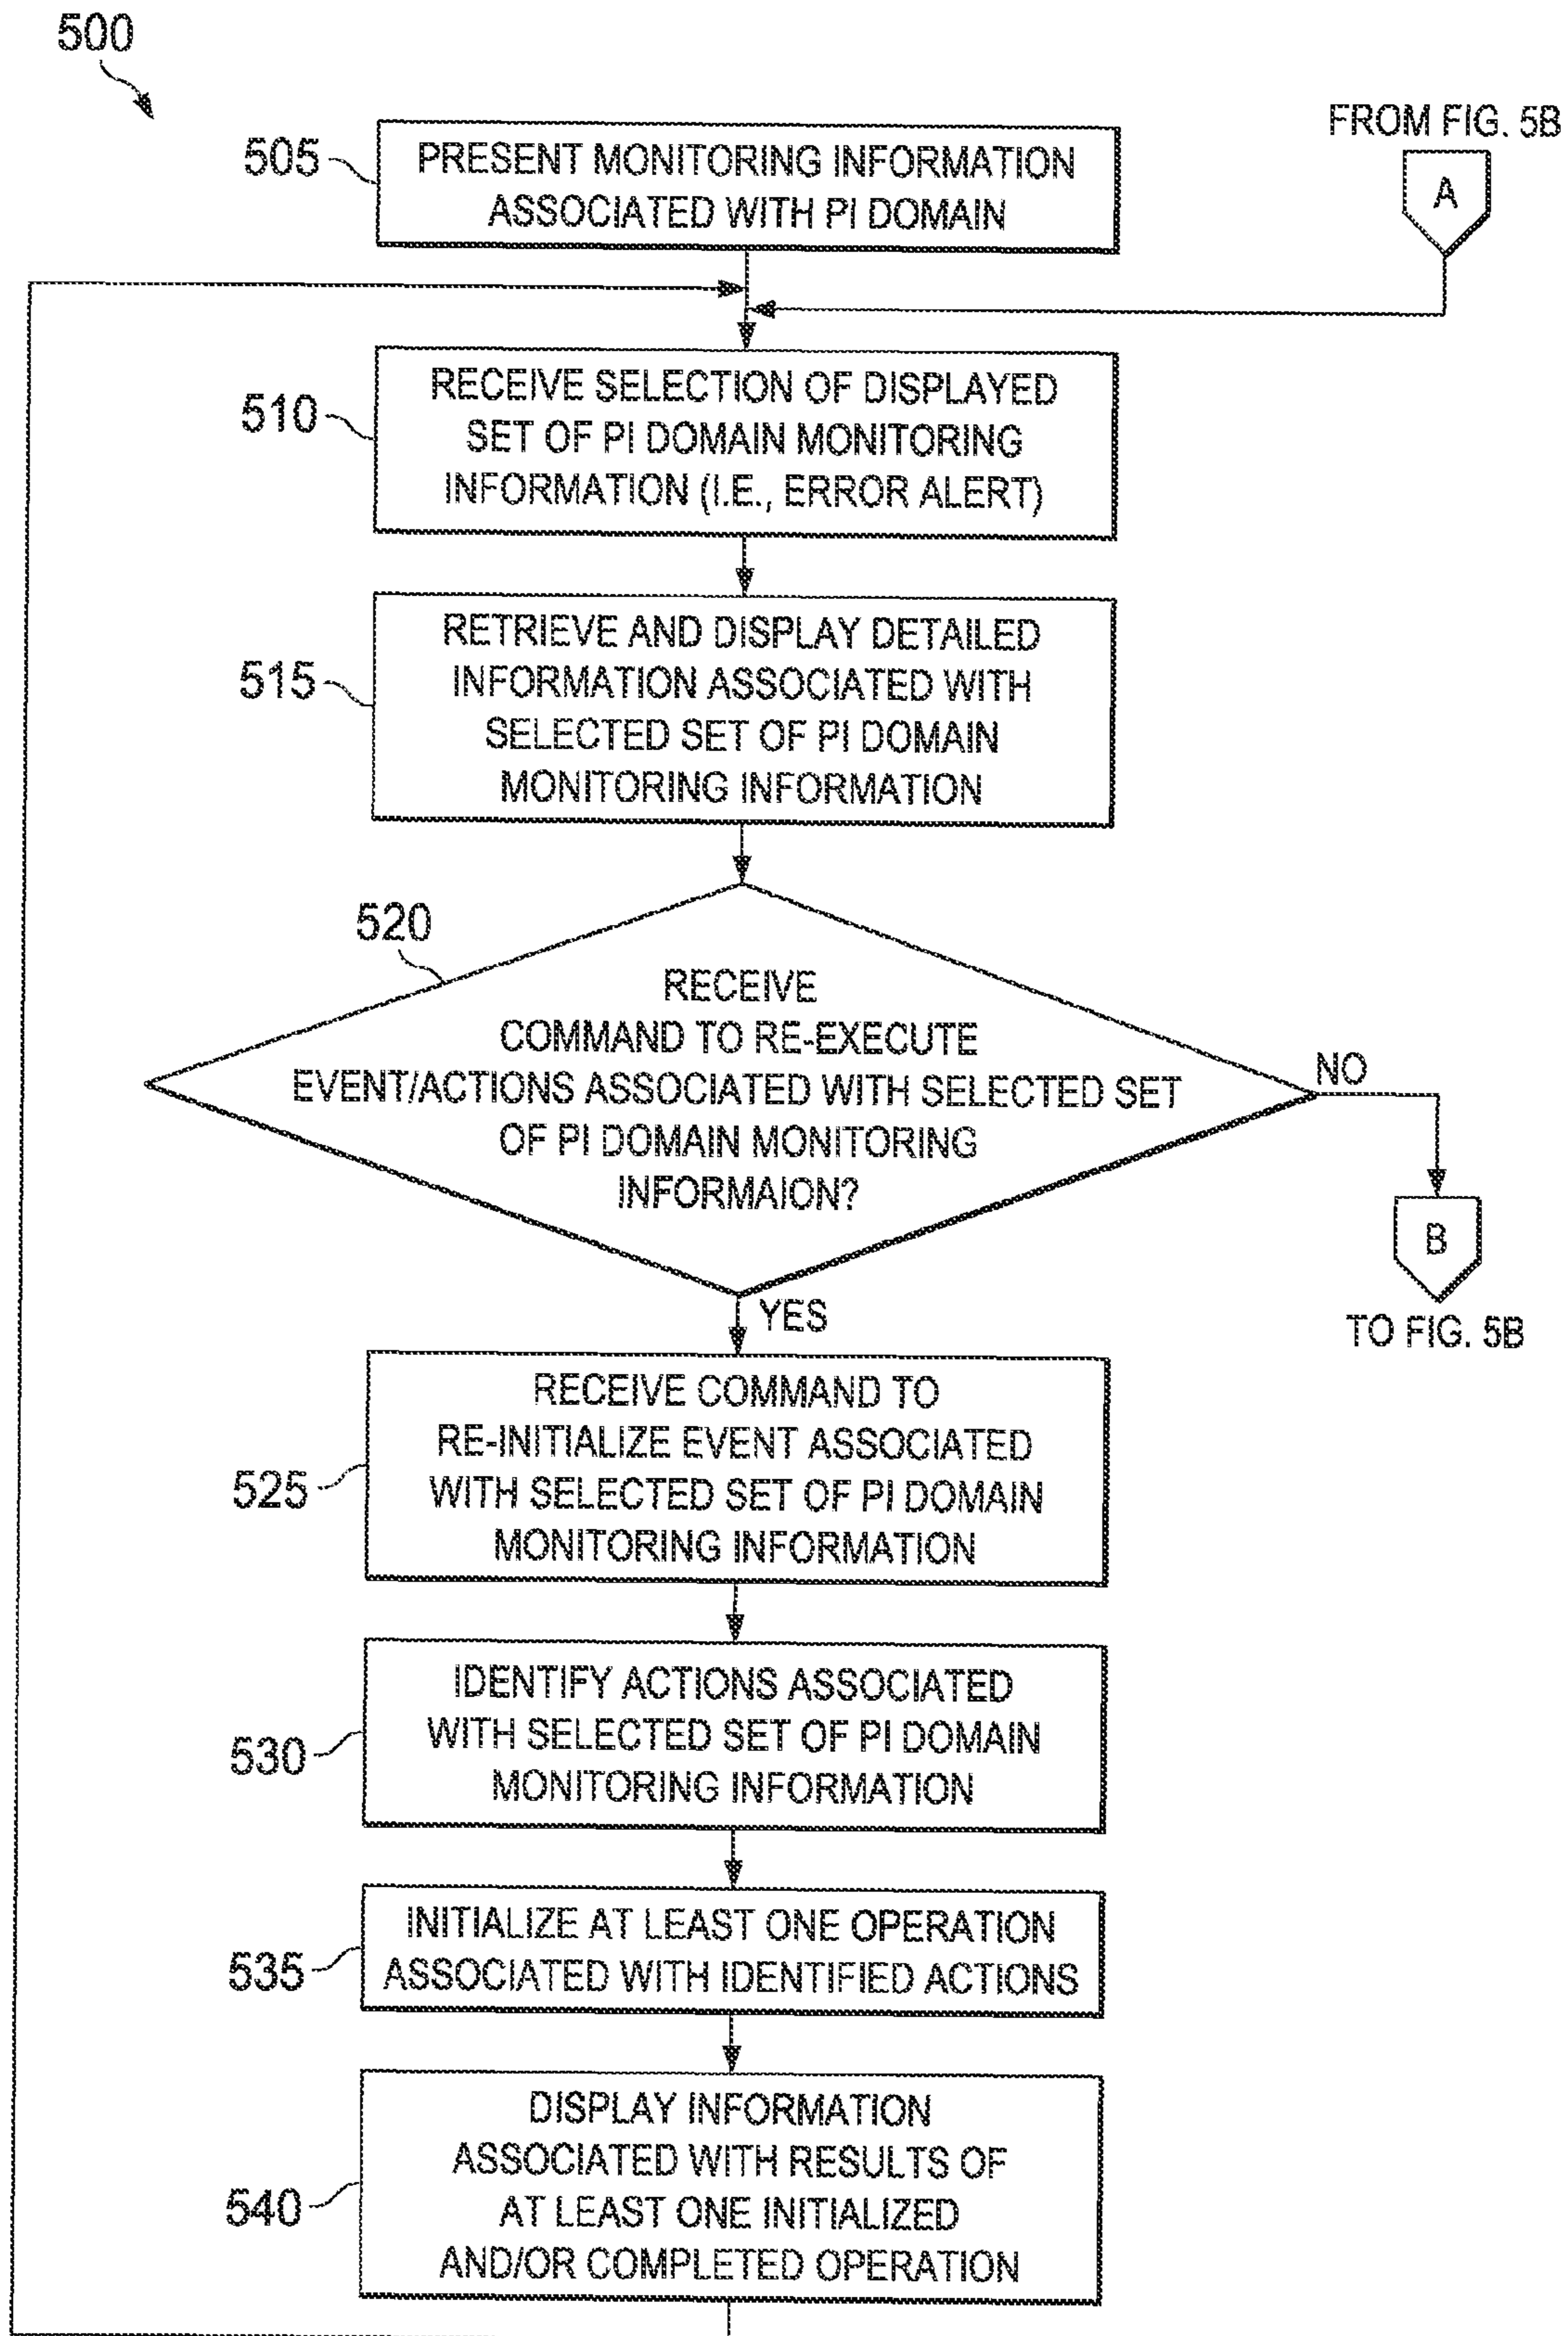 500
FROM FIG. 5B
A
505
PRESENT MONITORING INFORMATION
ASSOCIATED WITH PI DOMAIN
510
RECEIVE SELECTION OF DISPLAYED
SET OF PI DOMAIN MONITORING
INFORMATION (I.E., ERROR ALERT)
515
RETRIEVE AND DISPLAY DETAILED
INFORMATION ASSOCIATED WITH
SELECTED SET OF PI DOMAIN
MONITORING INFORMATION
520
RECEIVE
COMMAND TO RE-EXECUTE
EVENT/ACTIONS ASSOCIATED WITH SELECTED SET
OF PI DOMAIN MONITORING
INFORMAION?
NO
B
TO FIG. 5B
YES
525
RECEIVE COMMAND TO
RE-INITIALIZE EVENT ASSOCIATED
WITH SELECTED SET OF PI DOMAIN
MONITORING INFORMATION
530
IDENTIFY ACTIONS ASSOCIATED
WITH SELECTED SET OF PI DOMAIN
MONITORING INFORMATION
535
INITIALIZE AT LEAST ONE OPERATION
ASSOCIATED WITH IDENTIFIED ACTIONS
540
DISPLAY INFORMATION
ASSOCIATED WITH RESULTS OF
AT LEAST ONE INITIALIZED
AND/OR COMPLETED OPERATION